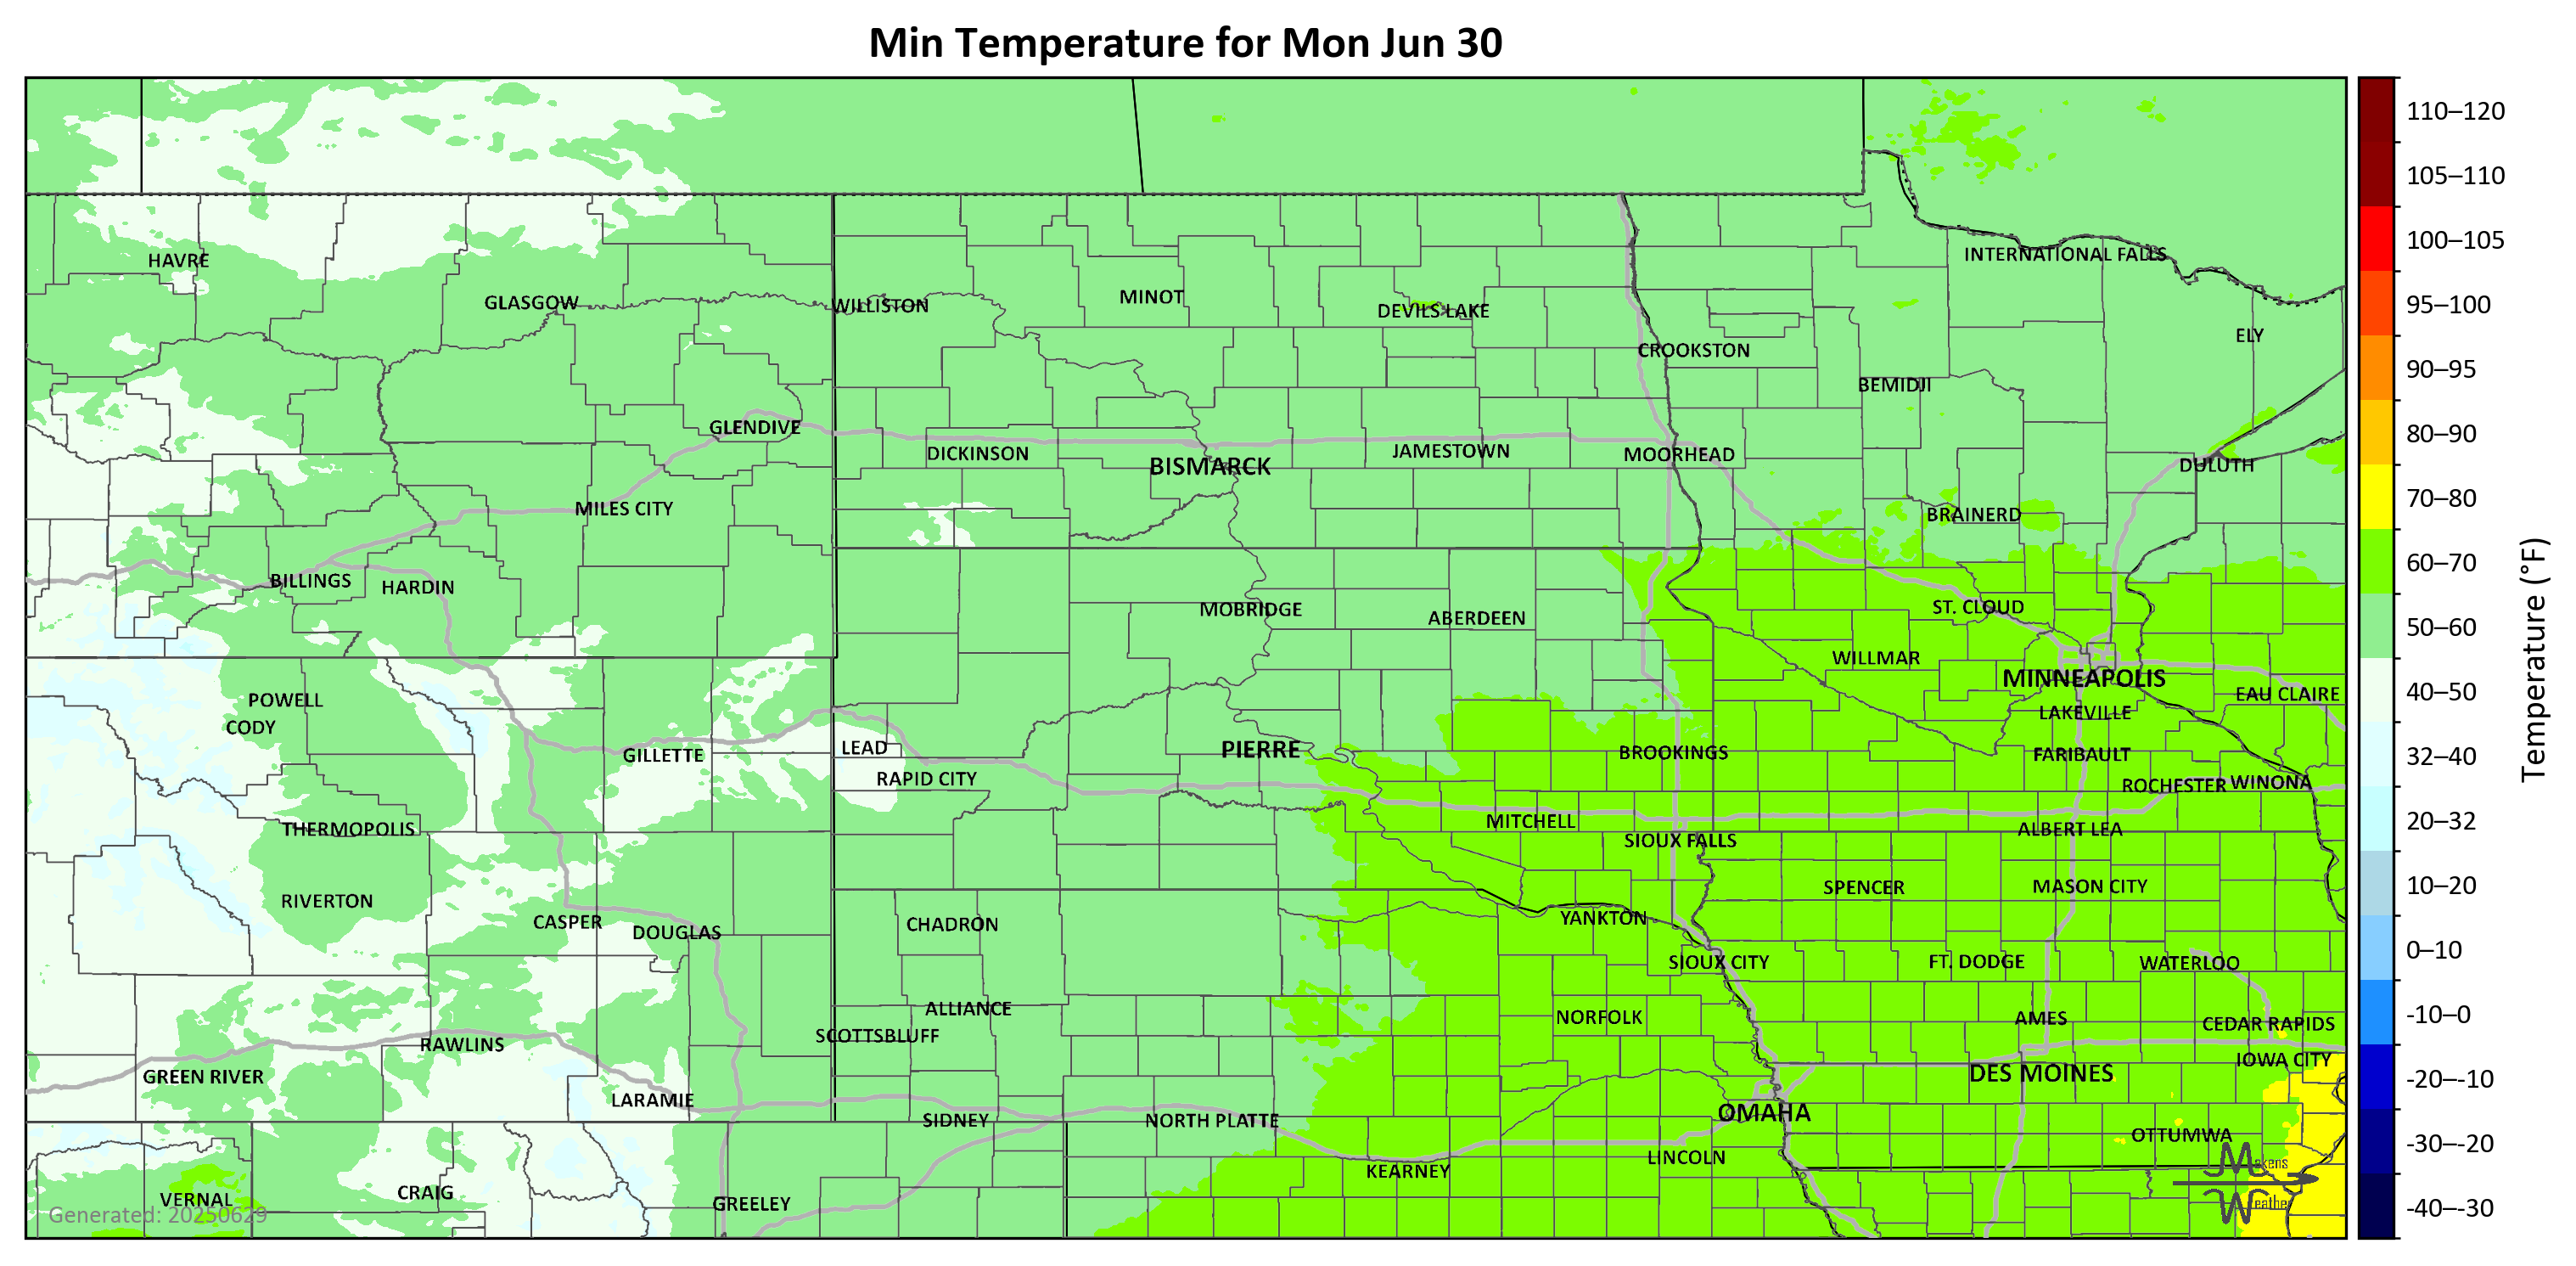 Min Temperature for Mon Jun 30
110–120
105–110
100–105
95–100
90–95
80–90
70–80
60–70
50–60
40–50
32–40
20–32
10–20
0–10
-10–0
-20–-10
-30–-20
-40–-30
Temperature (°F)
HAVRE
GLASGOW
WILLISTON
MINOT
DEVILS LAKE
INTERNATIONAL FALLS
ELY
CROOKSTON
BEMIDJI
GLENDIVE
DICKINSON
BISMARCK
JAMESTOWN
MOORHEAD
DULUTH
MILES CITY
BRAINERD
BILLINGS
HARDIN
MOBRIDGE
ABERDEEN
ST. CLOUD
WILLMAR
MINNEAPOLIS
EAU CLAIRE
POWELL
CODY
LAKEVILLE
GILLETTE
LEAD
PIERRE
BROOKINGS
FARIBAULT
RAPID CITY
ROCHESTER
WINONA
THERMOPOLIS
MITCHELL
SIOUX FALLS
ALBERT LEA
RIVERTON
SPENCER
MASON CITY
CASPER
DOUGLAS
CHADRON
YANKTON
SIOUX CITY
FT. DODGE
WATERLOO
ALLIANCE
NORFOLK
AMES
CEDAR RAPIDS
SCOTTSBLUFF
RAWLINS
IOWA CITY
GREEN RIVER
DES MOINES
LARAMIE
SIDNEY
NORTH PLATTE
OMAHA
OTTUMWA
LINCOLN
KEARNEY
VERNAL
CRAIG
GREELEY
Makens
Weather
Generated: 20250629